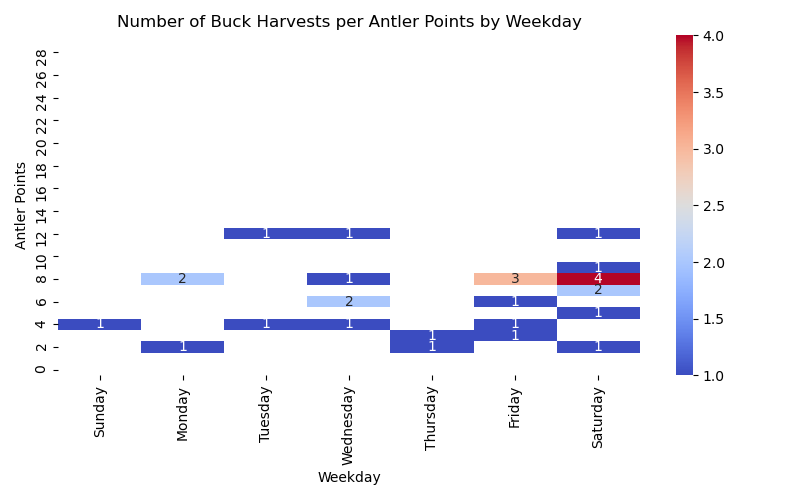 Number of Buck Harvests per Antler Points by Weekday
Antler Points
28
26
24
22
20
18
16
14
12
10
8
6
4
2
0
1 1 1
1
2 1 3 4
2
2 1
1
1 1 1 1
1 1
1 1 1
Sunday
Monday
Tuesday
Wednesday
Thursday
Friday
Saturday
Weekday
4.0
3.5
3.0
2.5
2.0
1.5
1.0